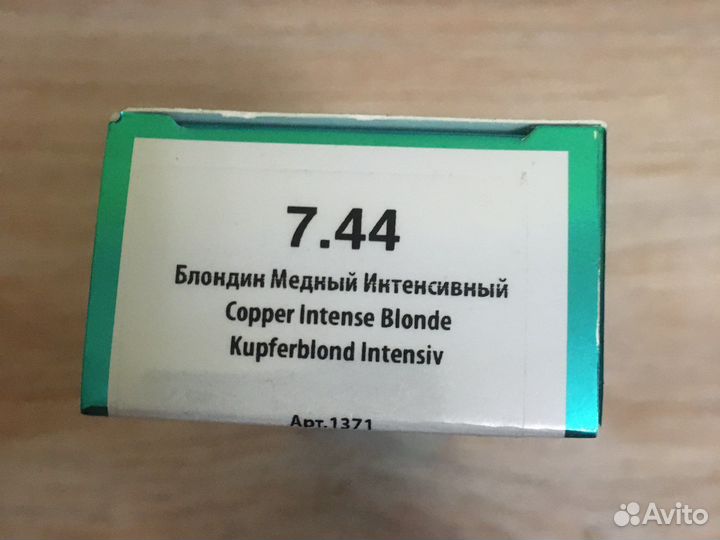 7.44
Блондин Медный Интенсивный
Copper Intense Blonde
Kupferblond Intensiv
Арт.1371
Avito